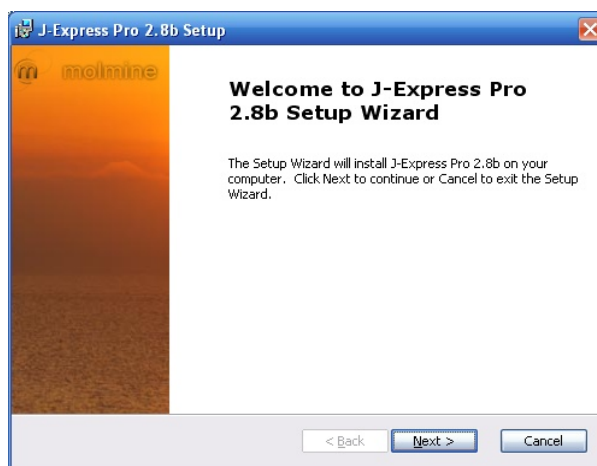 J-Express Pro 2.8b Setup
molmine
Welcome to J-Express Pro
2.8b Setup Wizard
The Setup Wizard will install J-Express Pro 2.8b on your
computer. Click Next to continue or Cancel to exit the Setup
Wizard.
< Back Next > Cancel